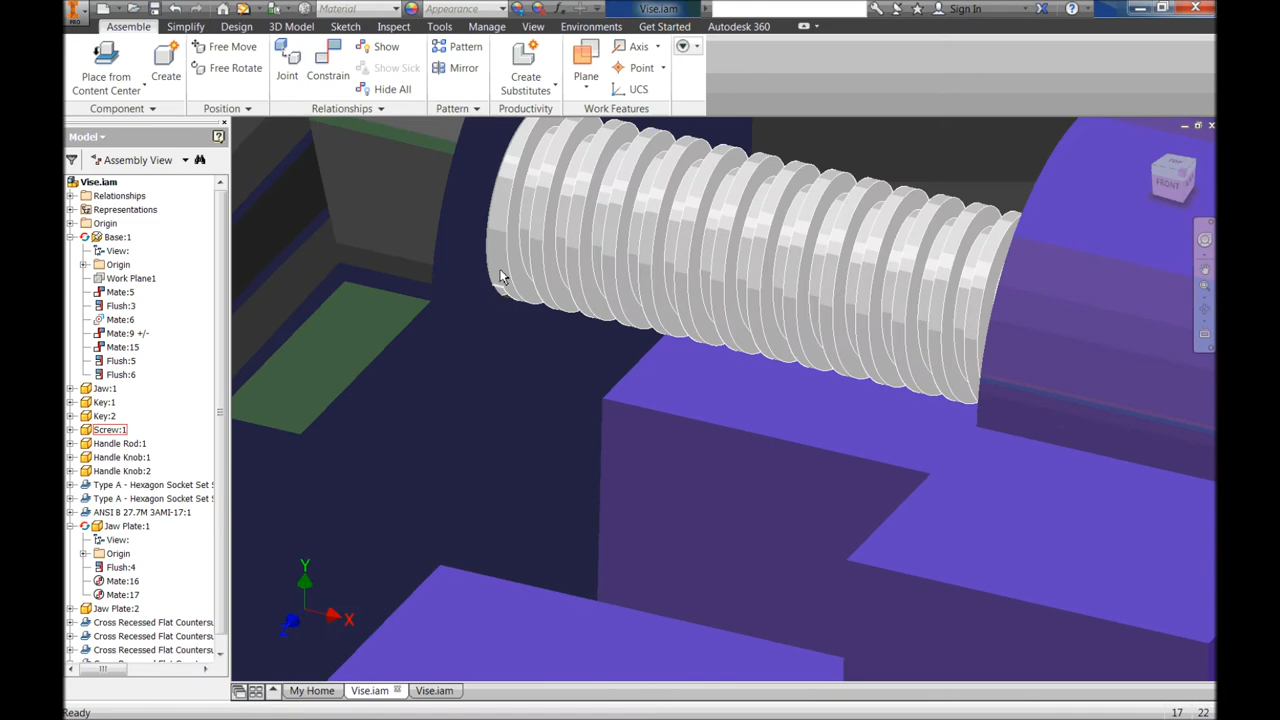 PRO
Material
Appearance
Vise.iam
Sign In
Assemble
Simplify
Design
3D Model
Sketch
Inspect
Tools
Manage
View
Environments
Get Started
Autodesk 360
Place from
Content Center
Create
Free Move
Free Rotate
Joint
Constrain
Show
Show Sick
Hide All
Pattern
Mirror
Create
Substitutes
Plane
Axis
Point
UCS
Component
Position
Relationships
Pattern
Productivity
Work Features
Model
Assembly View
Vise.iam
Relationships
Representations
Origin
Base:1
View:
Origin
Work Plane1
Mate:5
Flush:3
Mate:6
Mate:9 +/-
Mate:15
Flush:5
Flush:6
Jaw:1
Key:1
Key:2
Screw:1
Handle Rod:1
Handle Knob:1
Handle Knob:2
Type A - Hexagon Socket Set S
Type A - Hexagon Socket Set S
ANSI B 27.7M 3AMI-17:1
Jaw Plate:1
View:
Origin
Flush:4
Mate:16
Mate:17
Jaw Plate:2
Cross Recessed Flat Countersu
Cross Recessed Flat Countersu
Cross Recessed Flat Countersu
TOP
FRONT
Y
X
Z
My Home
Vise.iam
Vise.iam
Ready
17 22